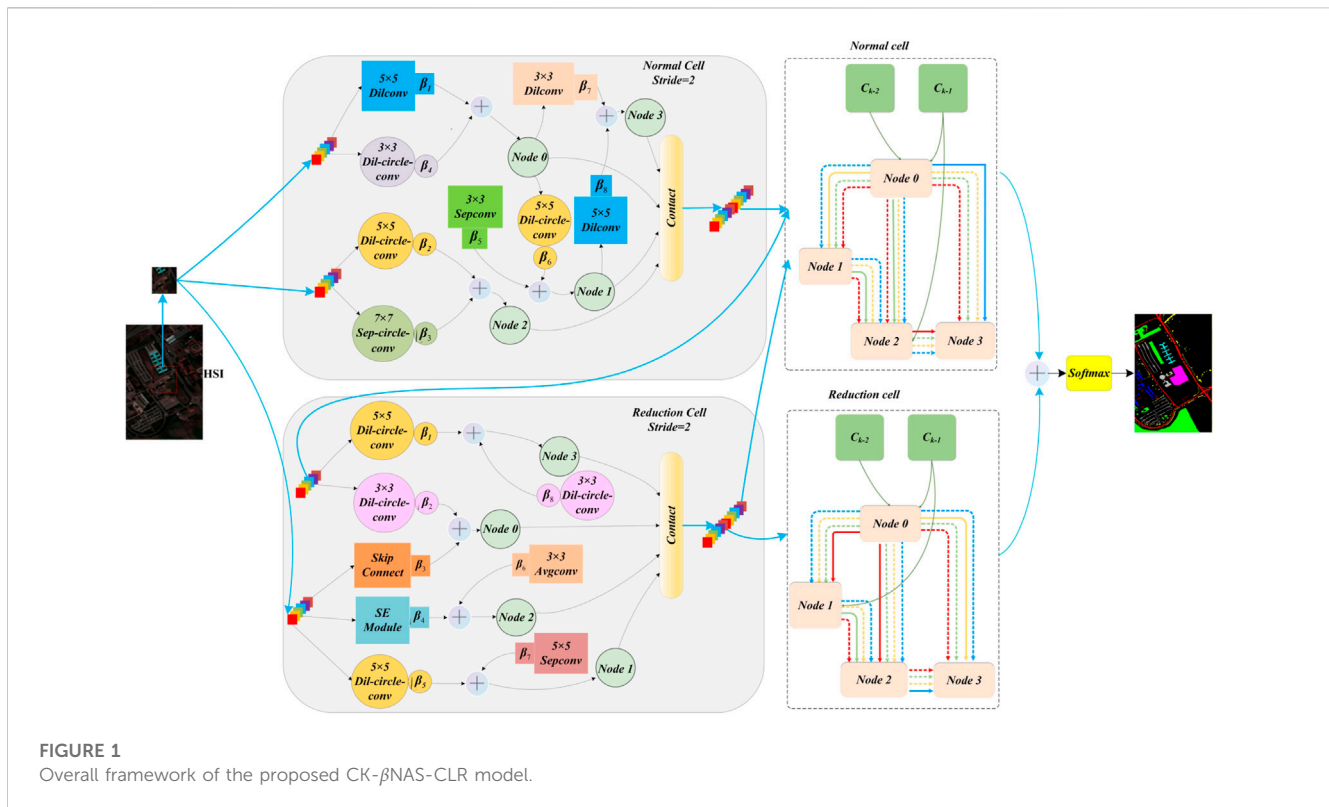 Normal Cell
Stride=2
5×5
Dilconv
β1
3×3
Dil-circle-
conv
β4
3×3
Dilconv
β7
Node 3
Node 0
3×3
Sepconv
β5
5×5
Dil-circle-
conv
β6
β8
5×5
Dilconv
5×5
Dil-circle-
conv
β2
7×7
Sep-circle-
conv
β3
Node 2
Node 1
Contact
HSI
Reduction Cell
Stride=2
5×5
Dil-circle-
conv
β1
Node 3
3×3
Dil-circle-
conv
β2
β8
3×3
Dil-circle-
conv
Node 0
Skip
Connect
β3
β6
3×3
Avgconv
SE
Module
β4
Node 2
β7
5×5
Sepconv
5×5
Dil-circle-
conv
β5
Node 1
Contact
Normal cell
Ck-2
Ck-1
Node 0
Node 1
Node 2
Node 3
Reduction cell
Ck-2
Ck-1
Node 0
Node 1
Node 2
Node 3
Softmax
FIGURE 1
Overall framework of the proposed CK-βNAS-CLR model.